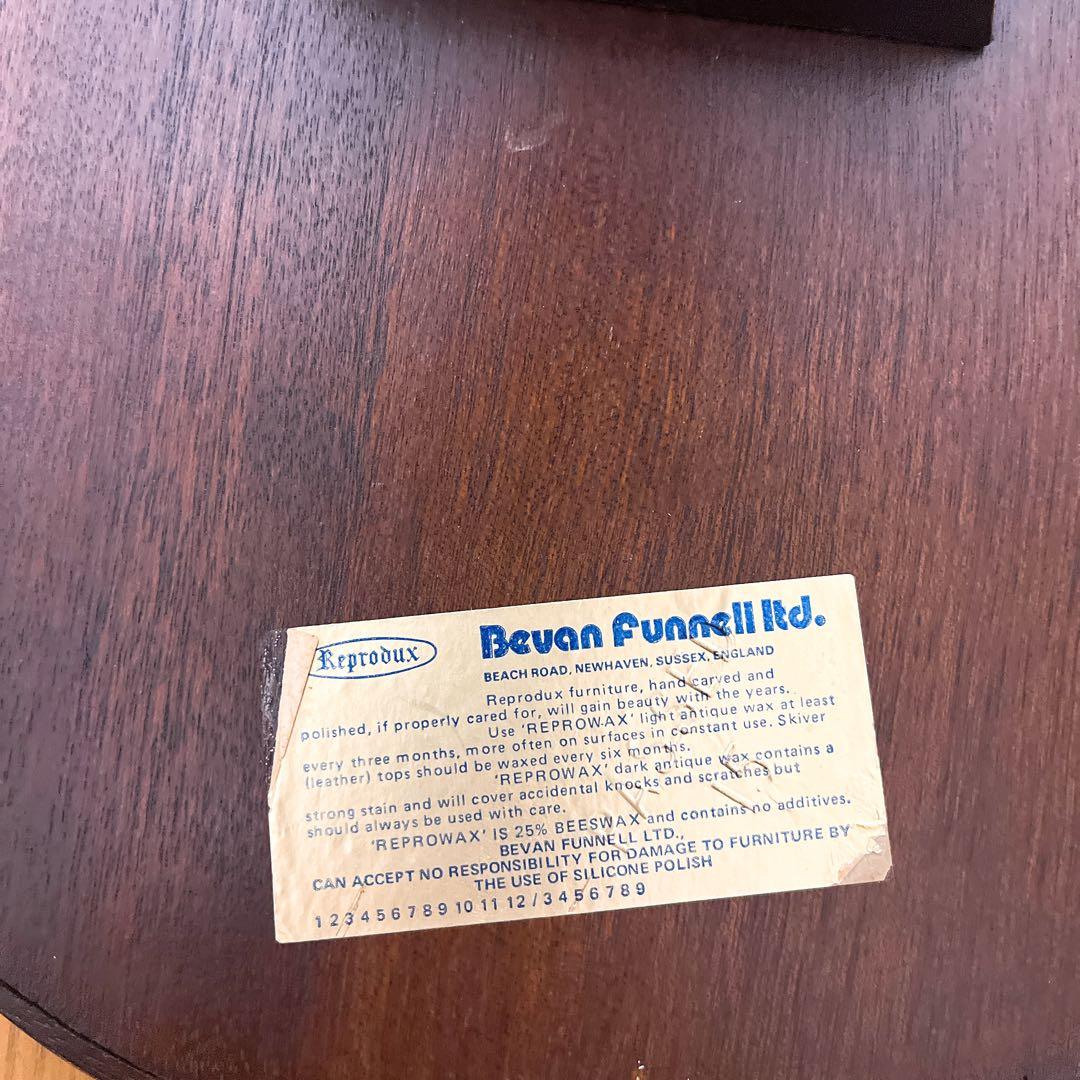 Reprodux
Bevan Funnell ltd.
BEACH ROAD, NEWHAVEN, SUSSEX, ENGLAND
Reprodux furniture, hand carved and
polished, if properly cared for, will gain beauty with the years.
Use 'REPROWAX' light antique wax at least
every three months, more often on surfaces in constant use. Skiver
(leather) tops should be waxed every six months.
'REPROWAX' dark antique wax contains a
strong stain and will cover accidental knocks and scratches but
should always be used with care.
'REPROWAX' IS 25% BEESWAX and contains no additives.
BEVAN FUNNELL LTD.,
CAN ACCEPT NO RESPONSIBILITY FOR DAMAGE TO FURNITURE BY
THE USE OF SILICONE POLISH
1 2 3 4 5 6 7 8 9 10 11 12 / 3 4 5 6 7 8 9